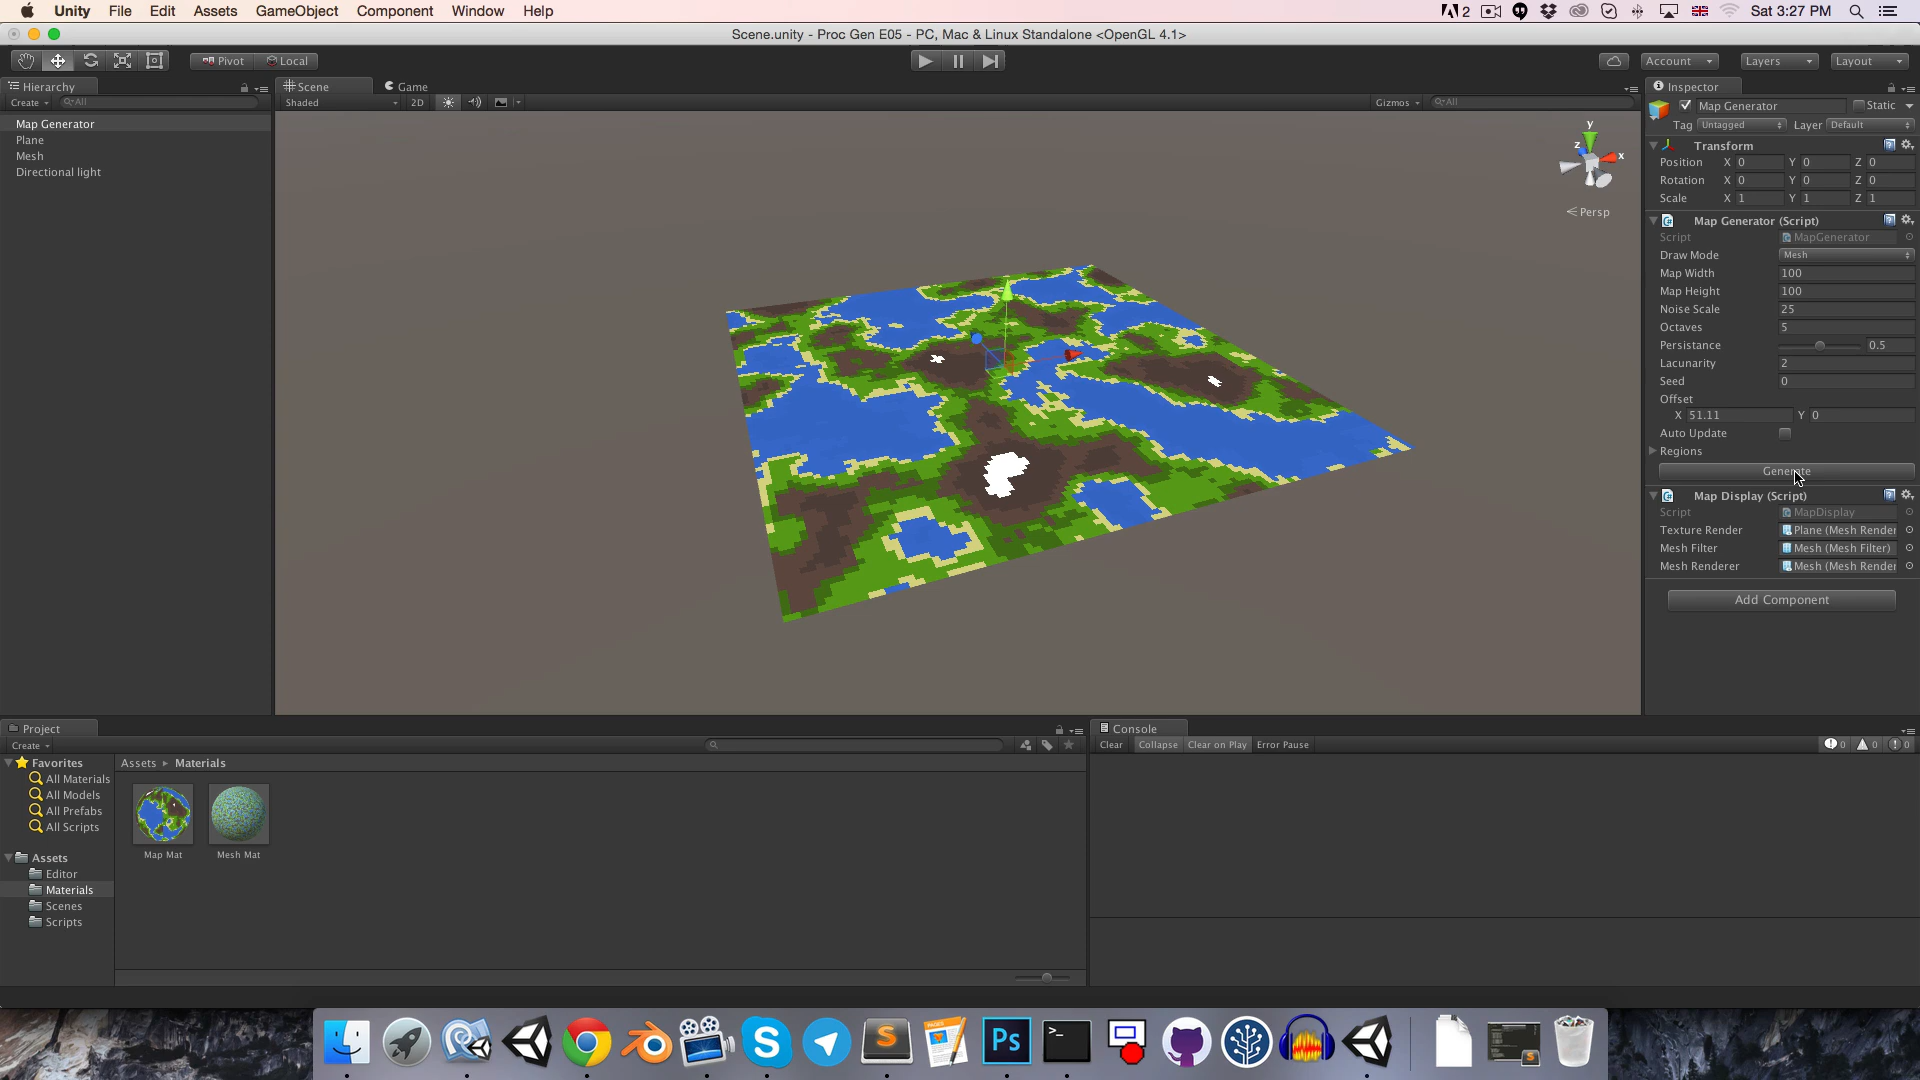 Unity File Edit Assets GameObject Component Window Help
2 Sat 3:27 PM
Scene.unity - Proc Gen E05 - PC, Mac & Linux Standalone <OpenGL 4.1>
Pivot Local Account Layers Layout
Hierarchy
Create All
Map Generator
Plane
Mesh
Directional light
Scene Game
Shaded 2D Gizmos All
y
z x
Persp
Inspector
Map Generator Static
Tag Untagged Layer Default
Transform
Position X 0 Y 0 Z 0
Rotation X 0 Y 0 Z 0
Scale X 1 Y 1 Z 1
Map Generator (Script)
Script MapGenerator
Draw Mode Mesh
Map Width 100
Map Height 100
Noise Scale 25
Octaves 5
Persistance 0.5
Lacunarity 2
Seed 0
Offset
X 51.11 Y 0
Auto Update
Regions
Generate
Map Display (Script)
Script MapDisplay
Texture Render Plane (Mesh Render
Mesh Filter Mesh (Mesh Filter)
Mesh Renderer Mesh (Mesh Render
Add Component
Project
Create
Favorites
All Materials
All Models
All Prefabs
All Scripts
Assets
Editor
Materials
Scenes
Scripts
Assets Materials
Map Mat Mesh Mat
Console
Clear Collapse Clear on Play Error Pause 0 0 0
S S PAGES Ps >_ S